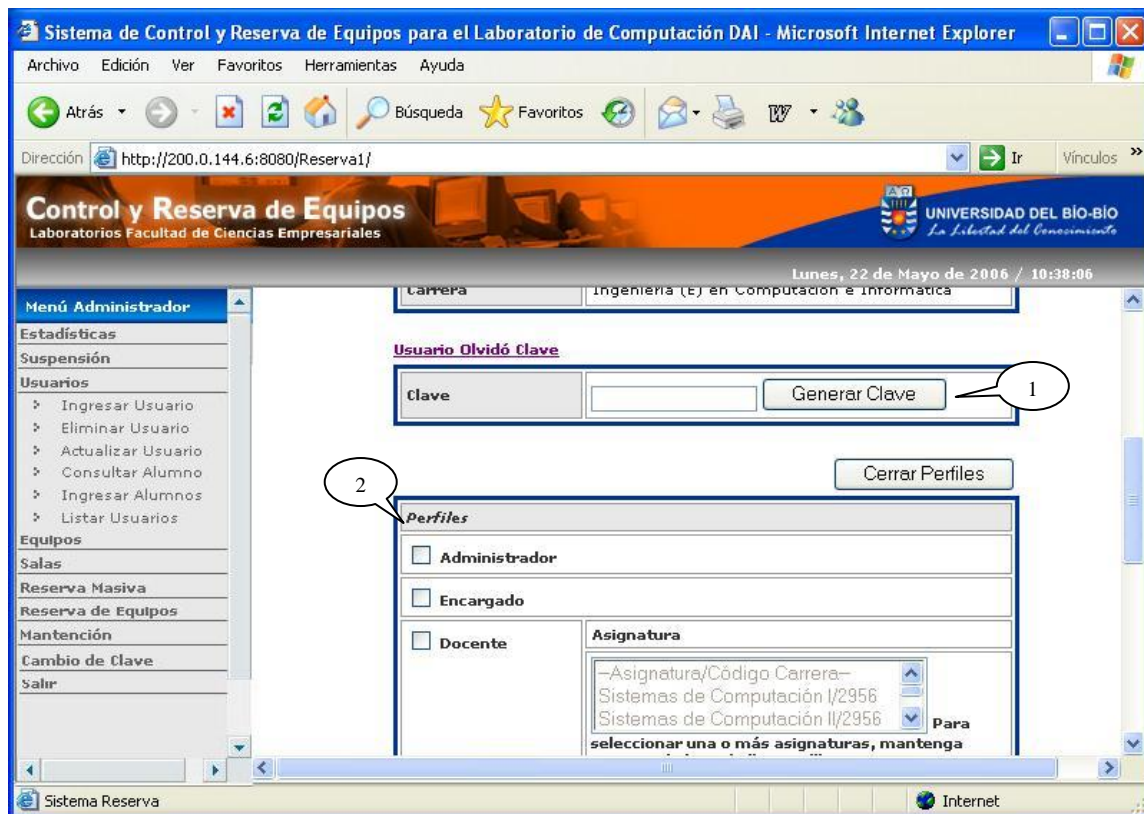 Sistema de Control y Reserva de Equipos para el Laboratorio de Computación DAI - Microsoft Internet Explorer
Archivo Edición Ver Favoritos Herramientas Ayuda
Atrás Búsqueda Favoritos
Dirección http://200.0.144.6:8080/Reserva1/ Ir Vínculos »
Control y Reserva de Equipos
Laboratorios Facultad de Ciencias Empresariales
UNIVERSIDAD DEL BÍO-BÍO
La Libertad del Conocimiento
Lunes, 22 de Mayo de 2006 / 10:38:06
Menú Administrador
Estadísticas
Suspensión
Usuarios
Ingresar Usuario
Eliminar Usuario
Actualizar Usuario
Consultar Alumno
Ingresar Alumnos
Listar Usuarios
Equipos
Salas
Reserva Masiva
Reserva de Equipos
Mantención
Cambio de Clave
Salir
Carrera Ingeniería (E) en Computación e Informática
Usuario Olvidó Clave
Clave Generar Clave
1
Cerrar Perfiles
2
Perfiles
Administrador
Encargado
Docente Asignatura
--Asignatura/Código Carrera--
Sistemas de Computación I/2956
Sistemas de Computación II/2956
Para
seleccionar una o más asignaturas, mantenga
Sistema Reserva Internet